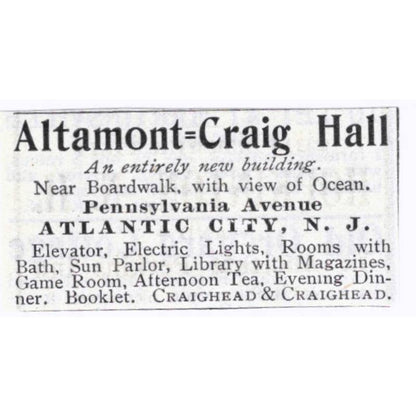 Altamont=Craig Hall
An entirely new building.
Near Boardwalk, with view of Ocean.
Pennsylvania Avenue
ATLANTIC CITY, N. J.
Elevator, Electric Lights, Rooms with
Bath, Sun Parlor, Library with Magazines,
Game Room, Afternoon Tea, Evening Din-
ner. Booklet. CRAIGHEAD & CRAIGHEAD.